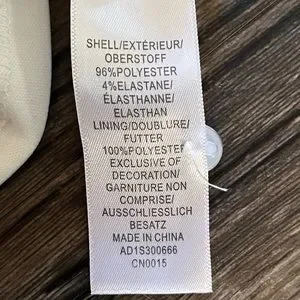 SHELL/EXTÉRIEUR/
OBERSTOFF
96%POLYESTER
4%ELASTANE/
ÉLASTHANNE/
ELASTHAN
LINING/DOUBLURE/
FUTTER
100%POLYESTER
EXCLUSIVE OF
DECORATION/
GARNITURE NON
COMPRISE/
AUSSCHLIESSLICH
BESATZ
MADE IN CHINA
AD1S300666
CN0015